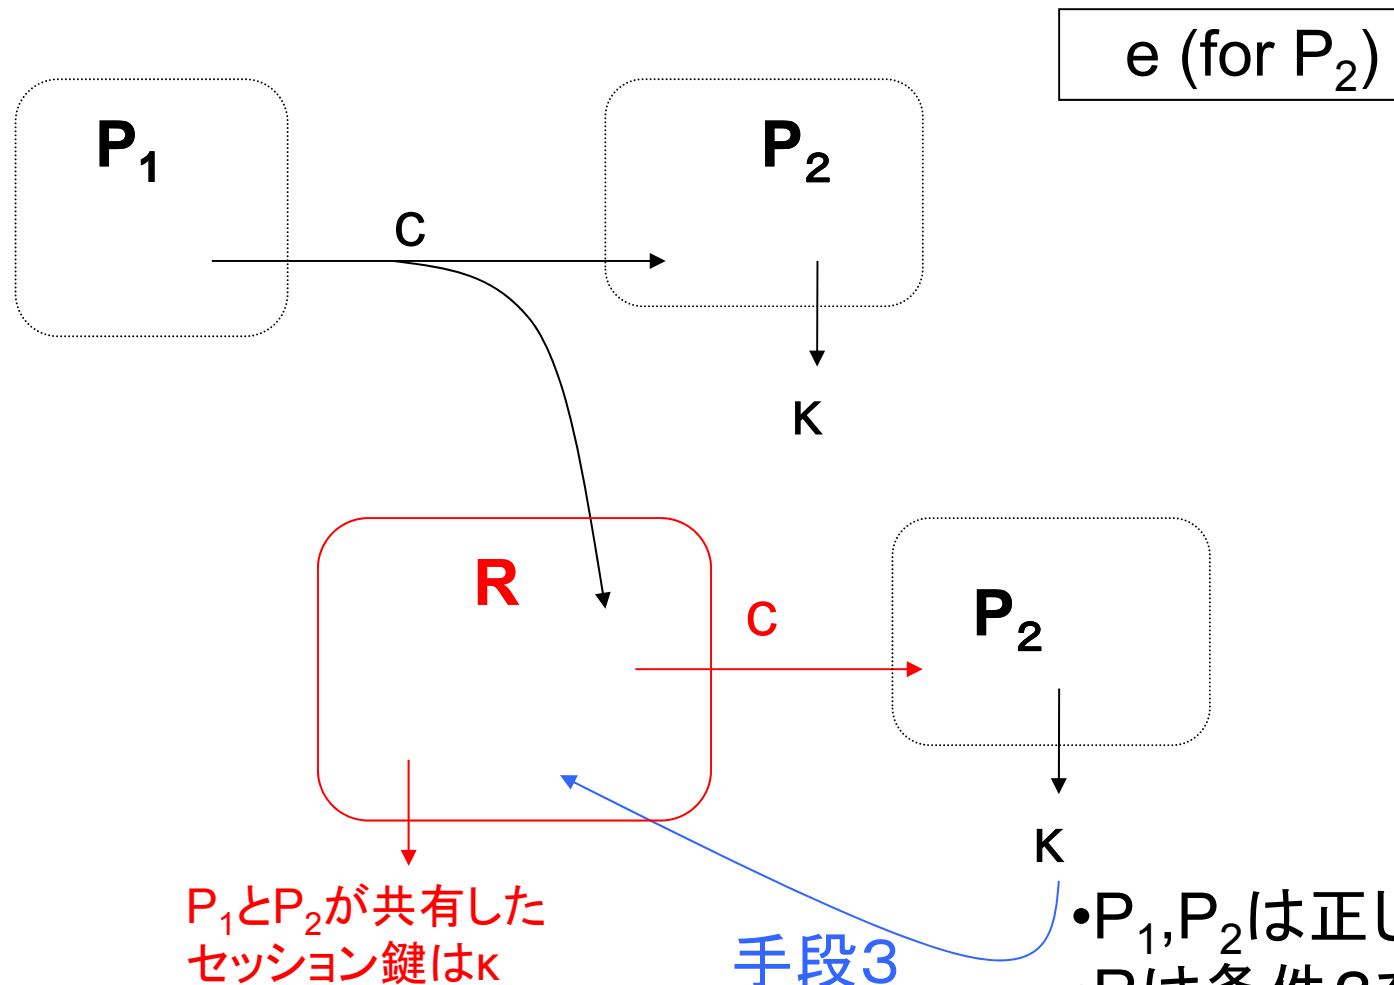 e (for P₂)
P₁
P₂
C
κ
R
C
P₂
κ
P₁とP₂が共有した
セッション鍵はκ
手段3
•P₁,P₂は正し